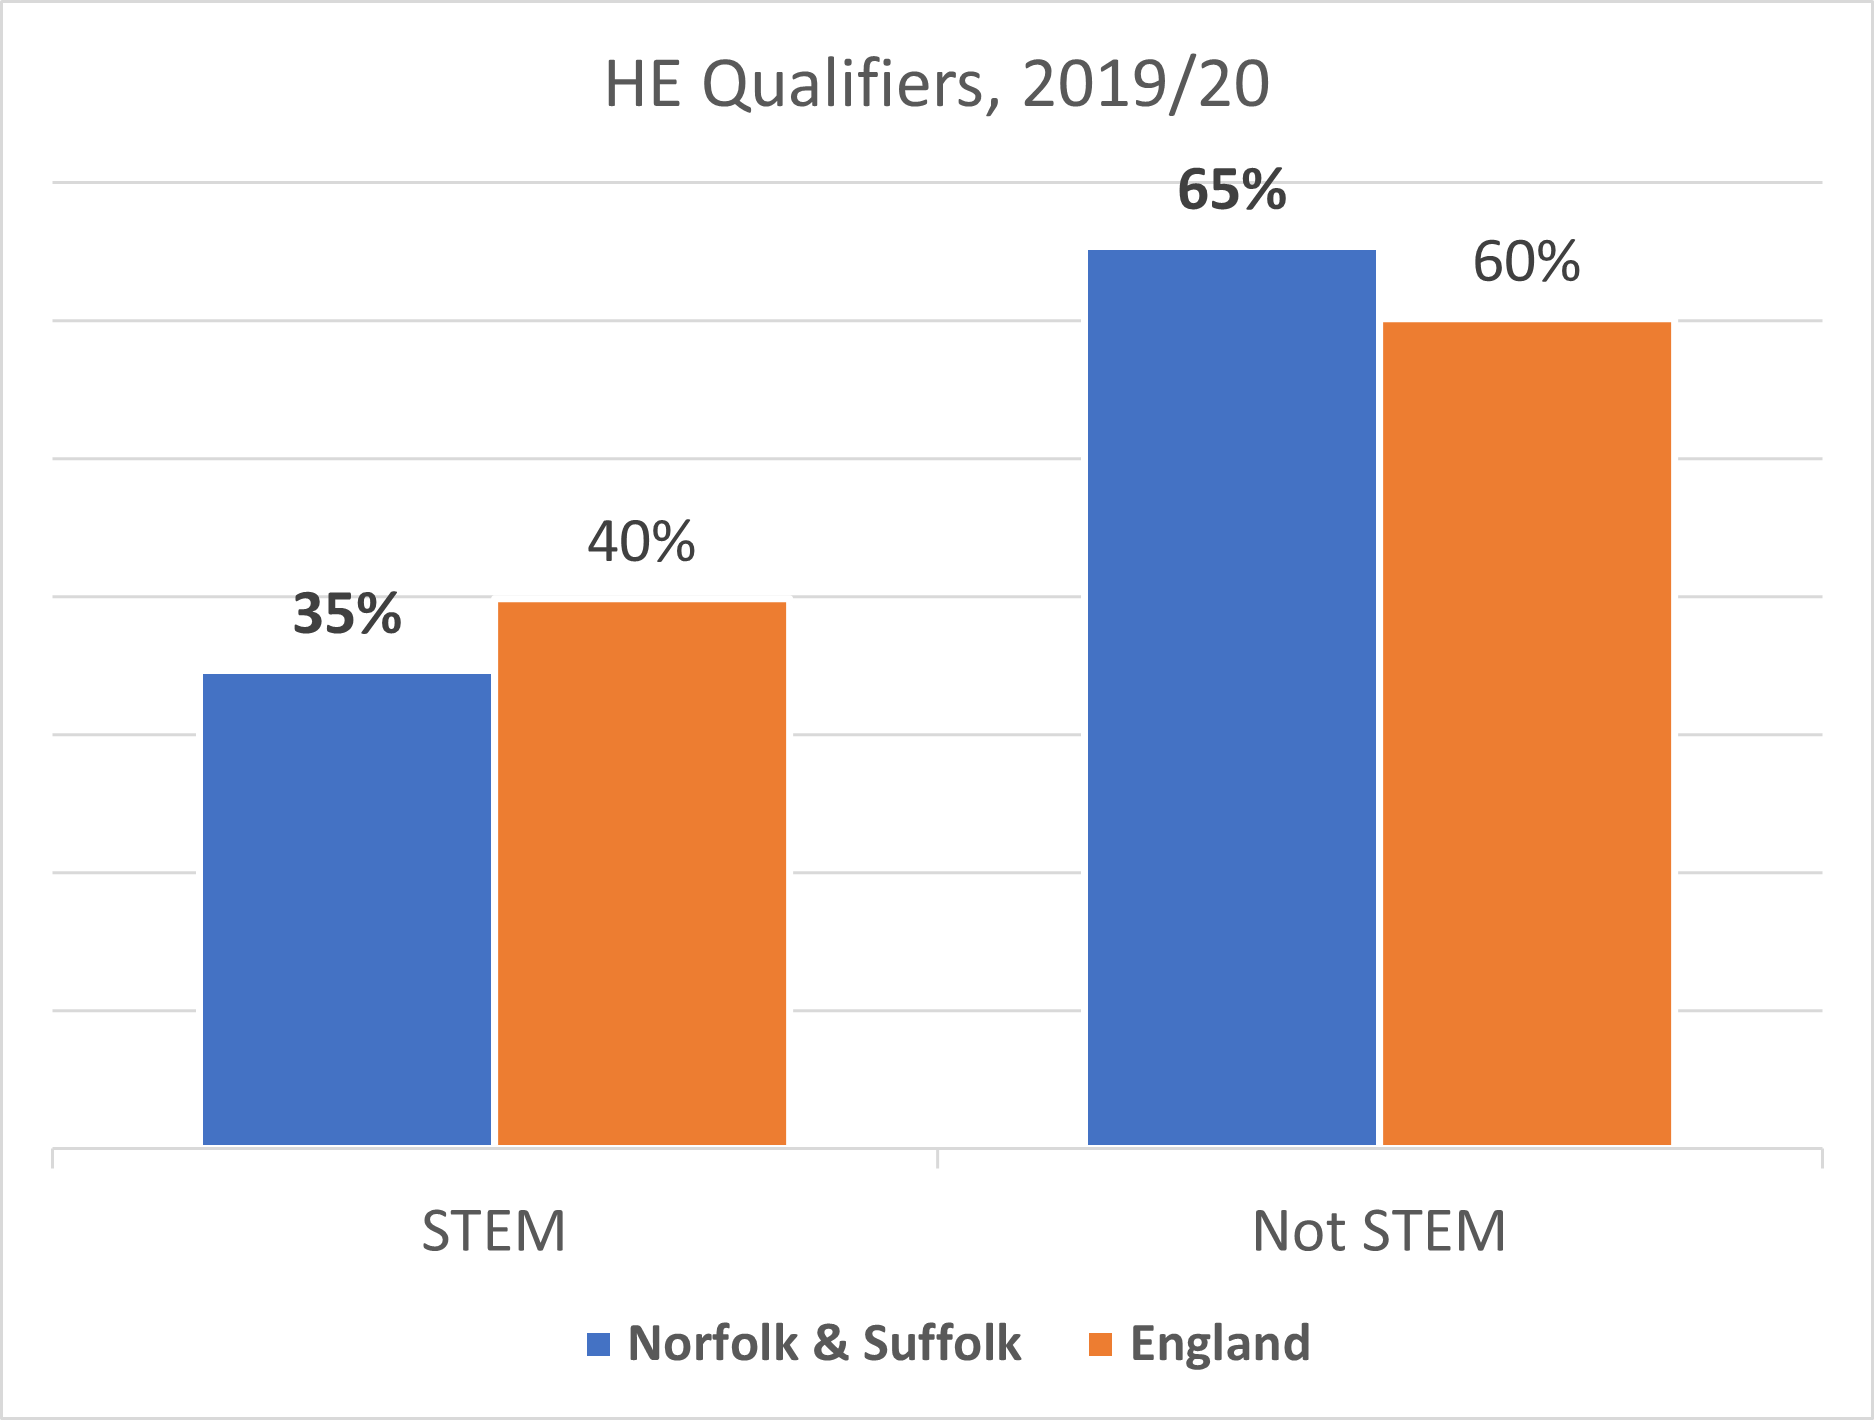 HE Qualifiers, 2019/20
65%
60%
40%
35%
STEM Not STEM
Norfolk & Suffolk England